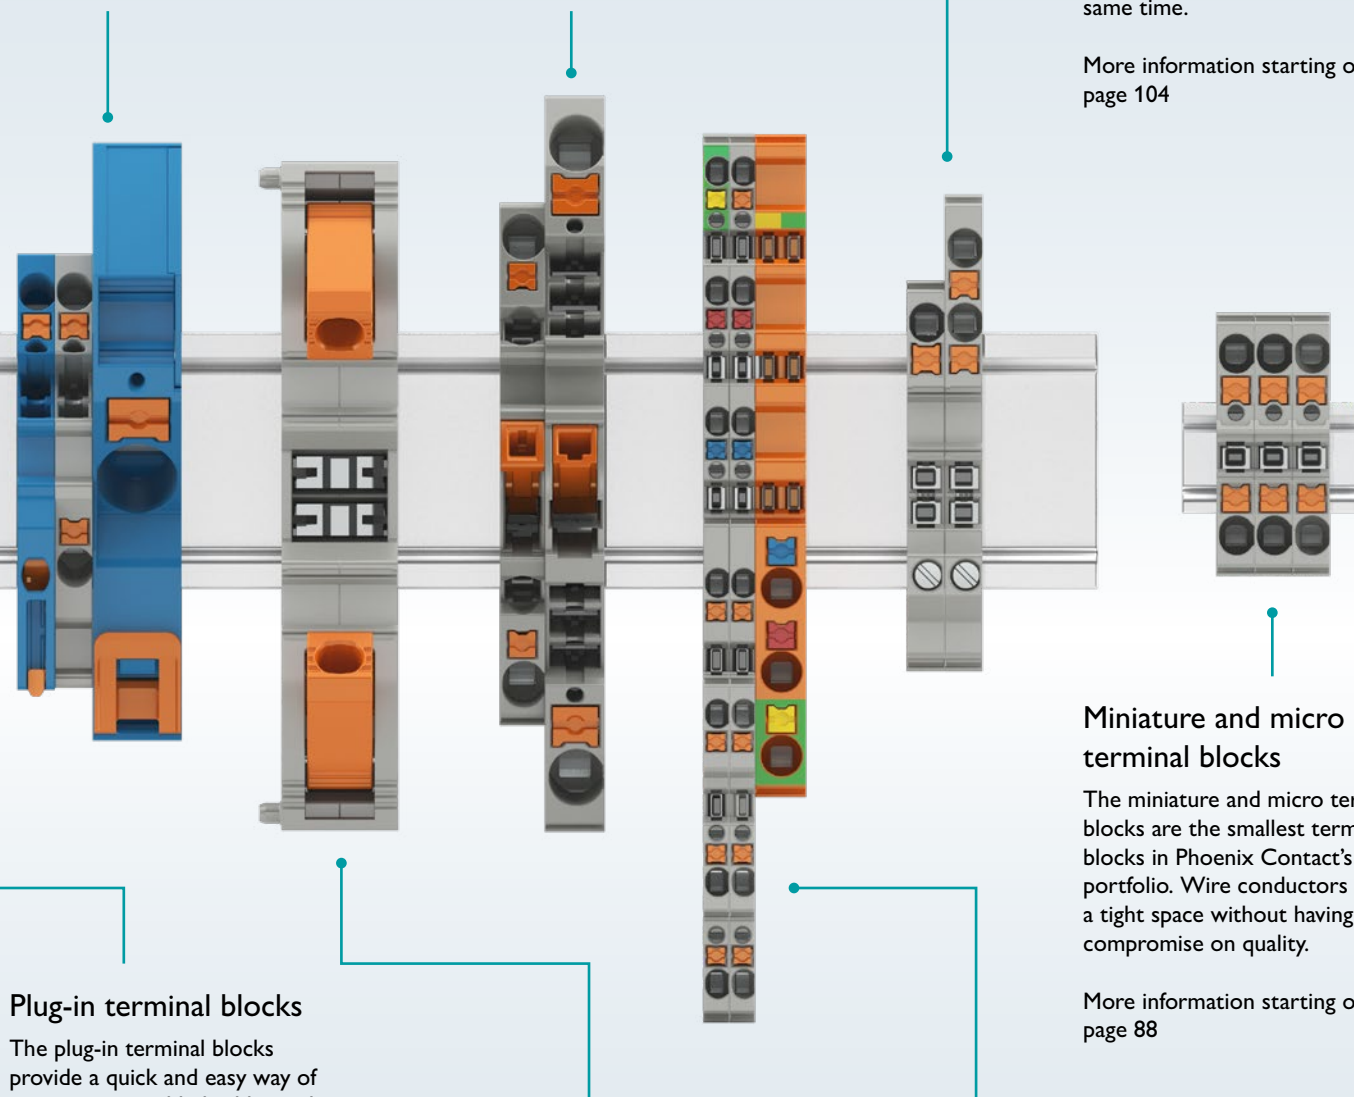 same time.
More information starting o
page 104
Miniature and micro
terminal blocks
The miniature and micro ter
blocks are the smallest term
blocks in Phoenix Contact’s
portfolio. Wire conductors
a tight space without having
compromise on quality.
More information starting o
page 88
Plug-in terminal blocks
The plug-in terminal blocks
provide a quick and easy way of